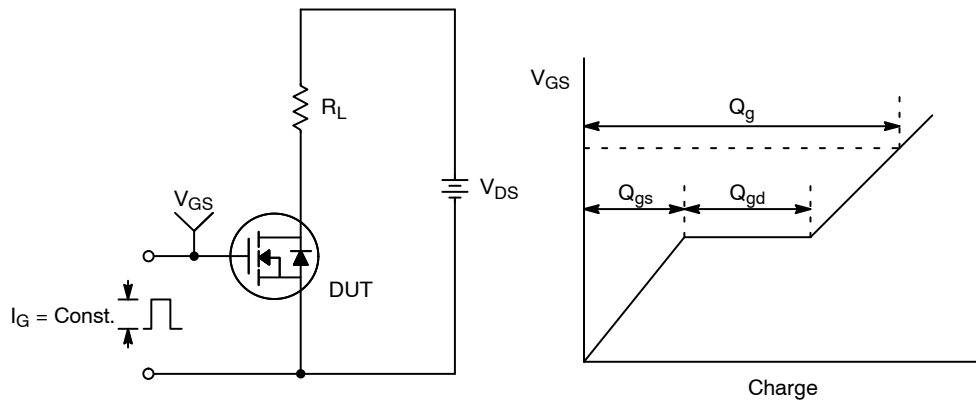 R_L
V_GS
V_DS
DUT
I_G = Const.
V_GS
Q_g
Q_gs
Q_gd
Charge